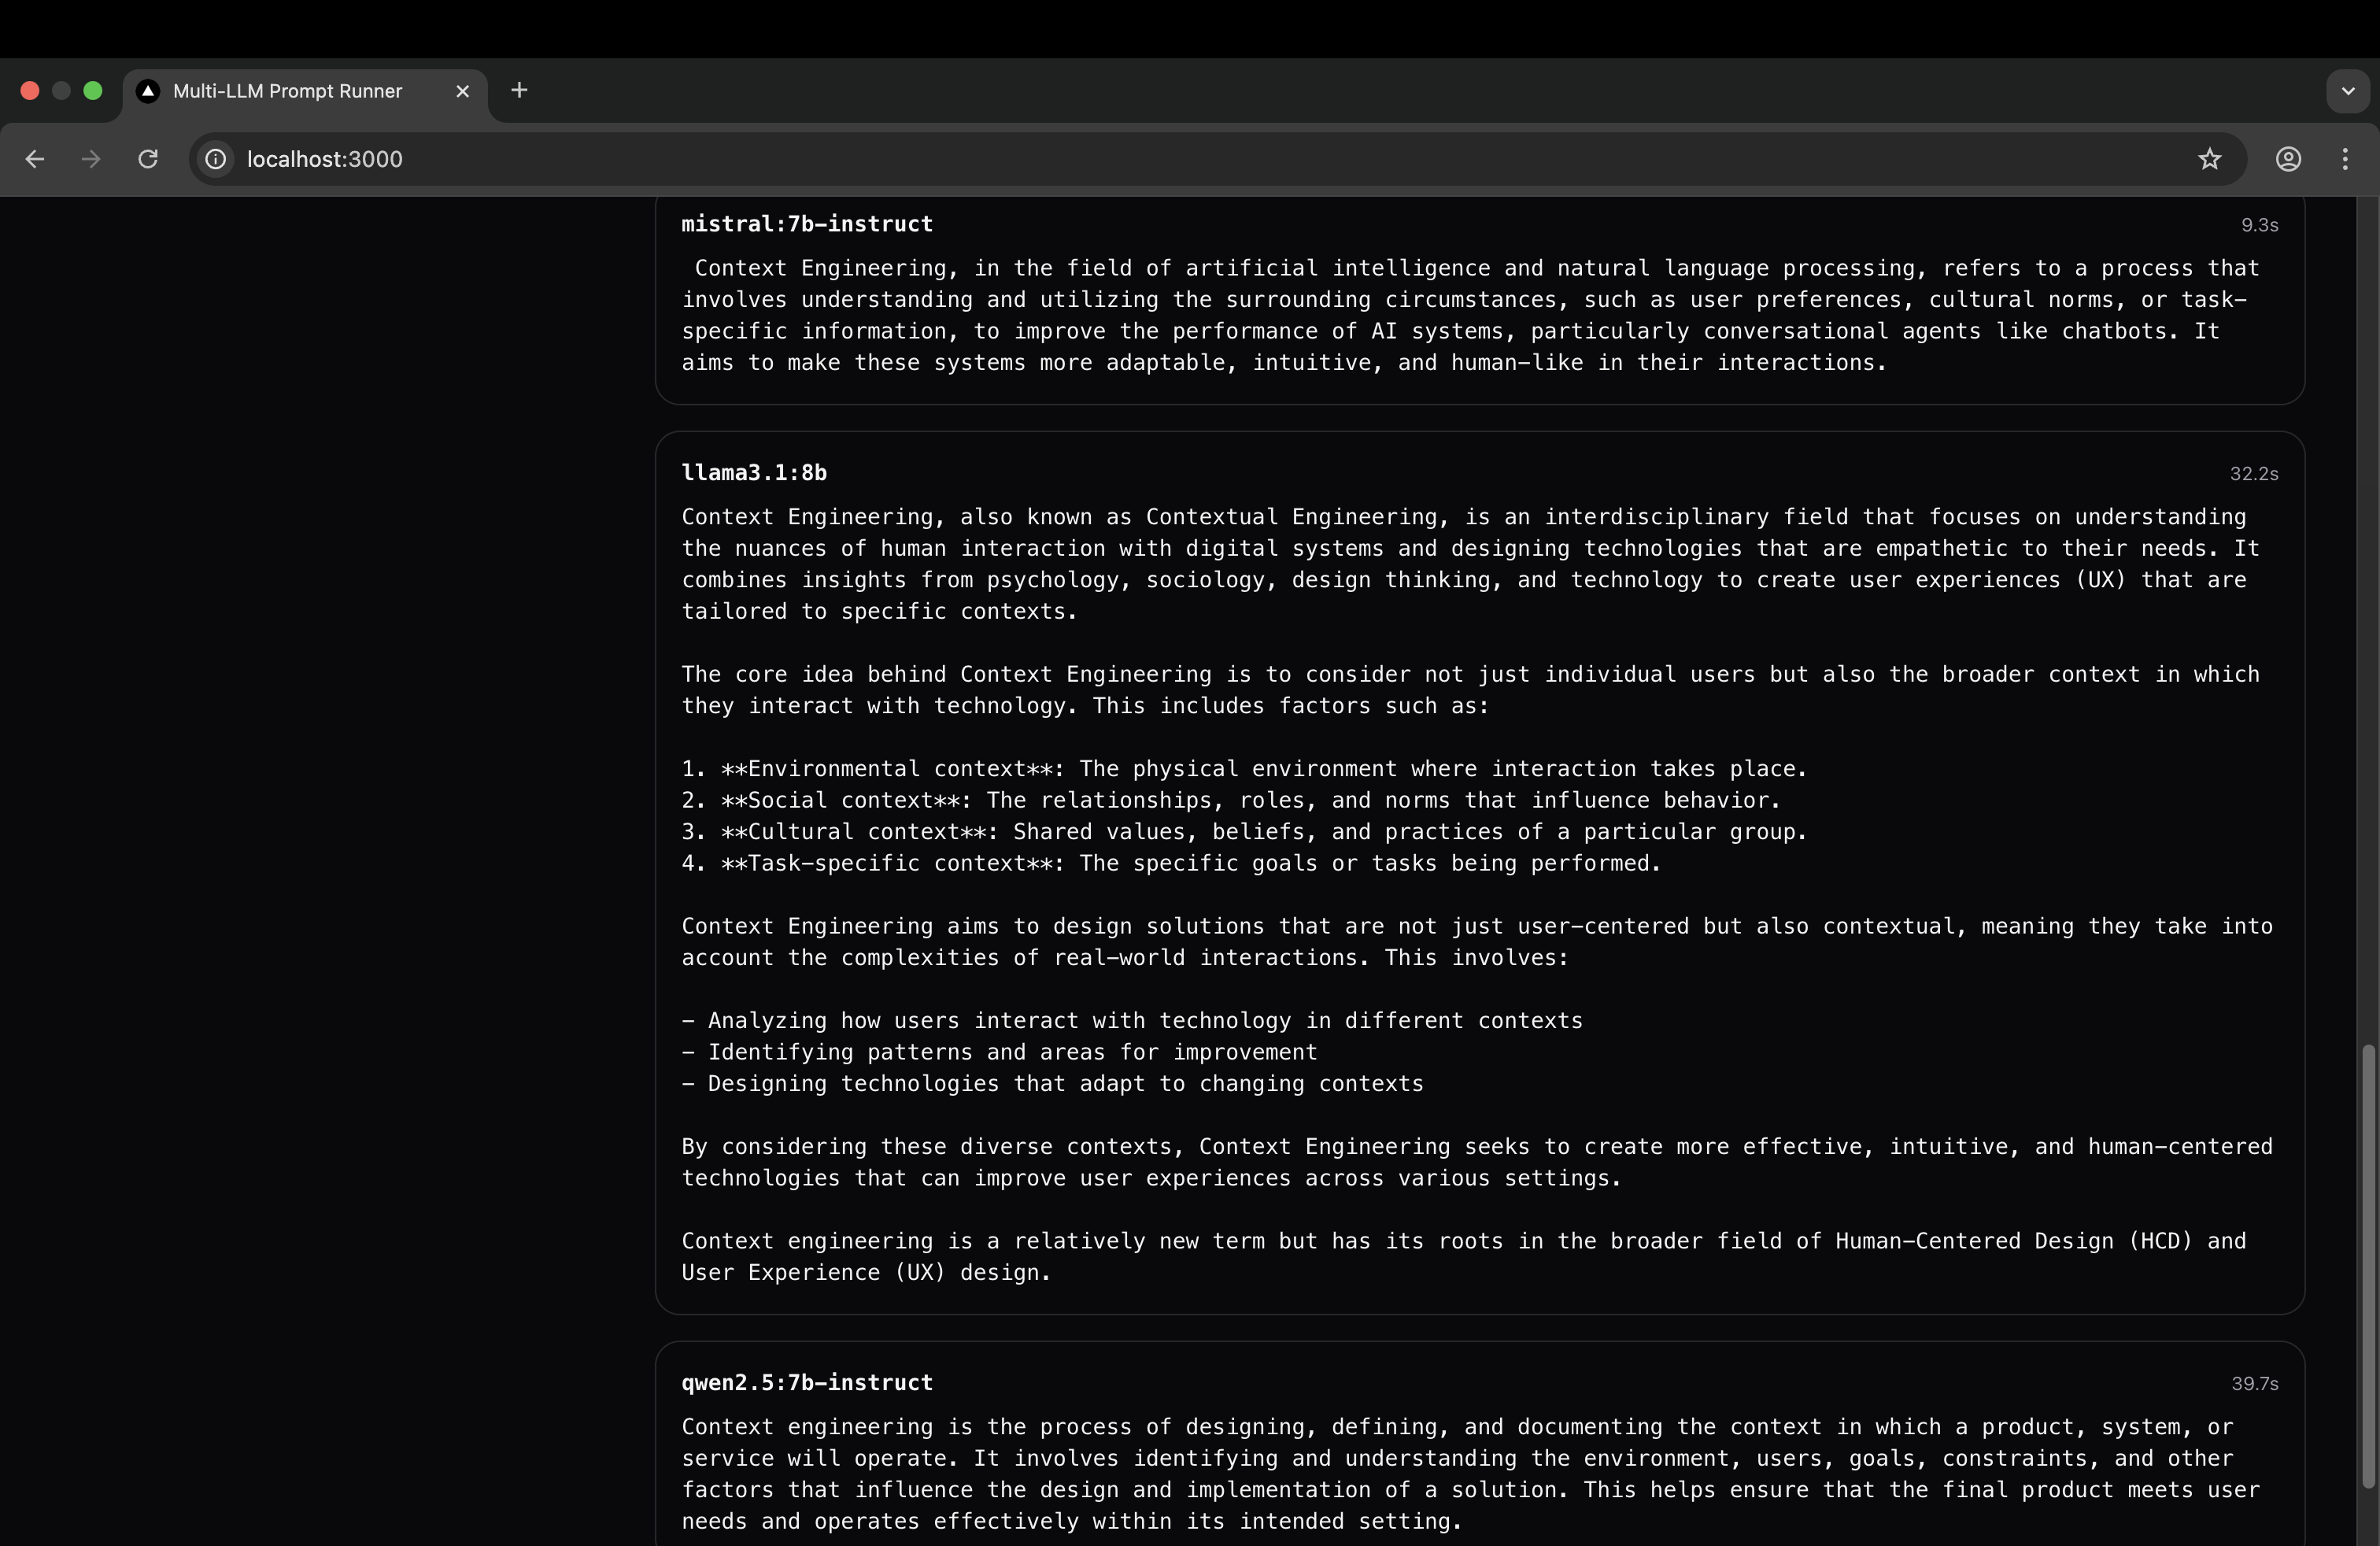 Multi-LLM Prompt Runner
localhost:3000
mistral:7b-instruct
9.3s
Context Engineering, in the field of artificial intelligence and natural language processing, refers to a process that
involves understanding and utilizing the surrounding circumstances, such as user preferences, cultural norms, or task-
specific information, to improve the performance of AI systems, particularly conversational agents like chatbots. It
aims to make these systems more adaptable, intuitive, and human-like in their interactions.
llama3.1:8b
32.2s
Context Engineering, also known as Contextual Engineering, is an interdisciplinary field that focuses on understanding
the nuances of human interaction with digital systems and designing technologies that are empathetic to their needs. It
combines insights from psychology, sociology, design thinking, and technology to create user experiences (UX) that are
tailored to specific contexts.
The core idea behind Context Engineering is to consider not just individual users but also the broader context in which
they interact with technology. This includes factors such as:
1. **Environmental context**: The physical environment where interaction takes place.
2. **Social context**: The relationships, roles, and norms that influence behavior.
3. **Cultural context**: Shared values, beliefs, and practices of a particular group.
4. **Task-specific context**: The specific goals or tasks being performed.
Context Engineering aims to design solutions that are not just user-centered but also contextual, meaning they take into
account the complexities of real-world interactions. This involves:
- Analyzing how users interact with technology in different contexts
- Identifying patterns and areas for improvement
- Designing technologies that adapt to changing contexts
By considering these diverse contexts, Context Engineering seeks to create more effective, intuitive, and human-centered
technologies that can improve user experiences across various settings.
Context engineering is a relatively new term but has its roots in the broader field of Human-Centered Design (HCD) and
User Experience (UX) design.
qwen2.5:7b-instruct
39.7s
Context engineering is the process of designing, defining, and documenting the context in which a product, system, or
service will operate. It involves identifying and understanding the environment, users, goals, constraints, and other
factors that influence the design and implementation of a solution. This helps ensure that the final product meets user
needs and operates effectively within its intended setting.